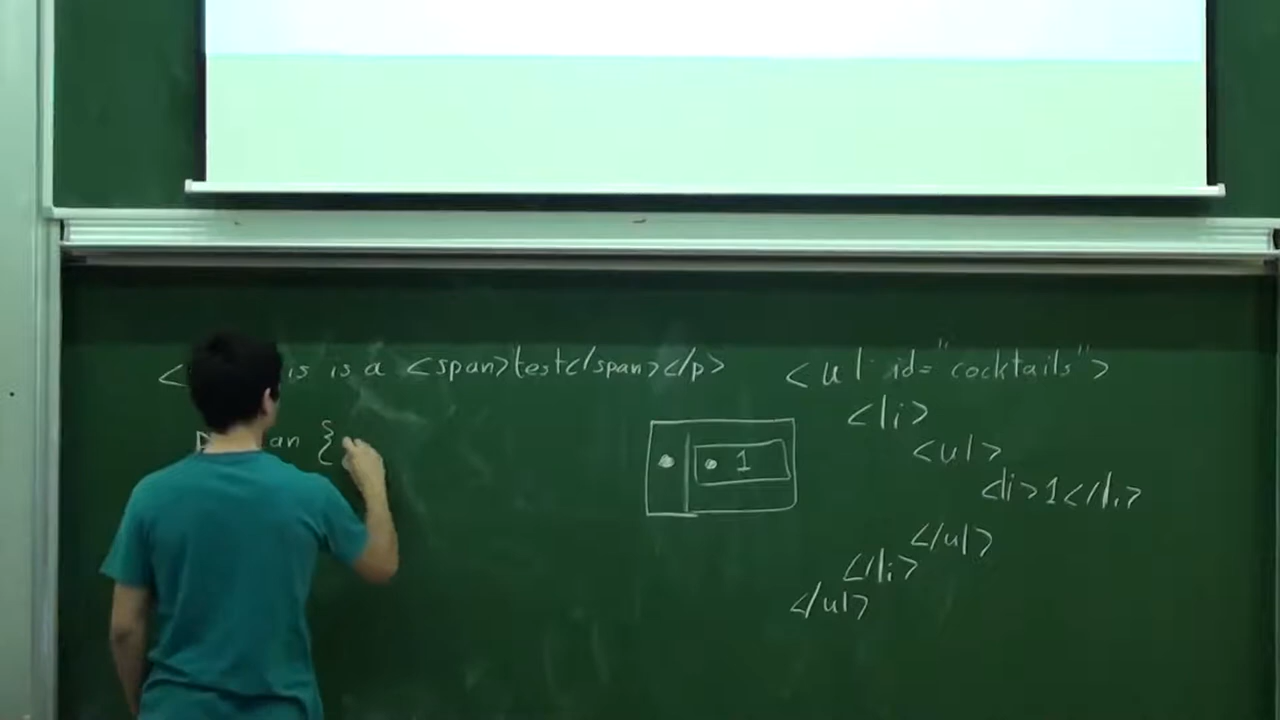 < is is a <span>test</span></p>
an {
1
<ul id="cocktails">
<li>
<ul>
<li>1</li>
</ul>
</li>
</ul>